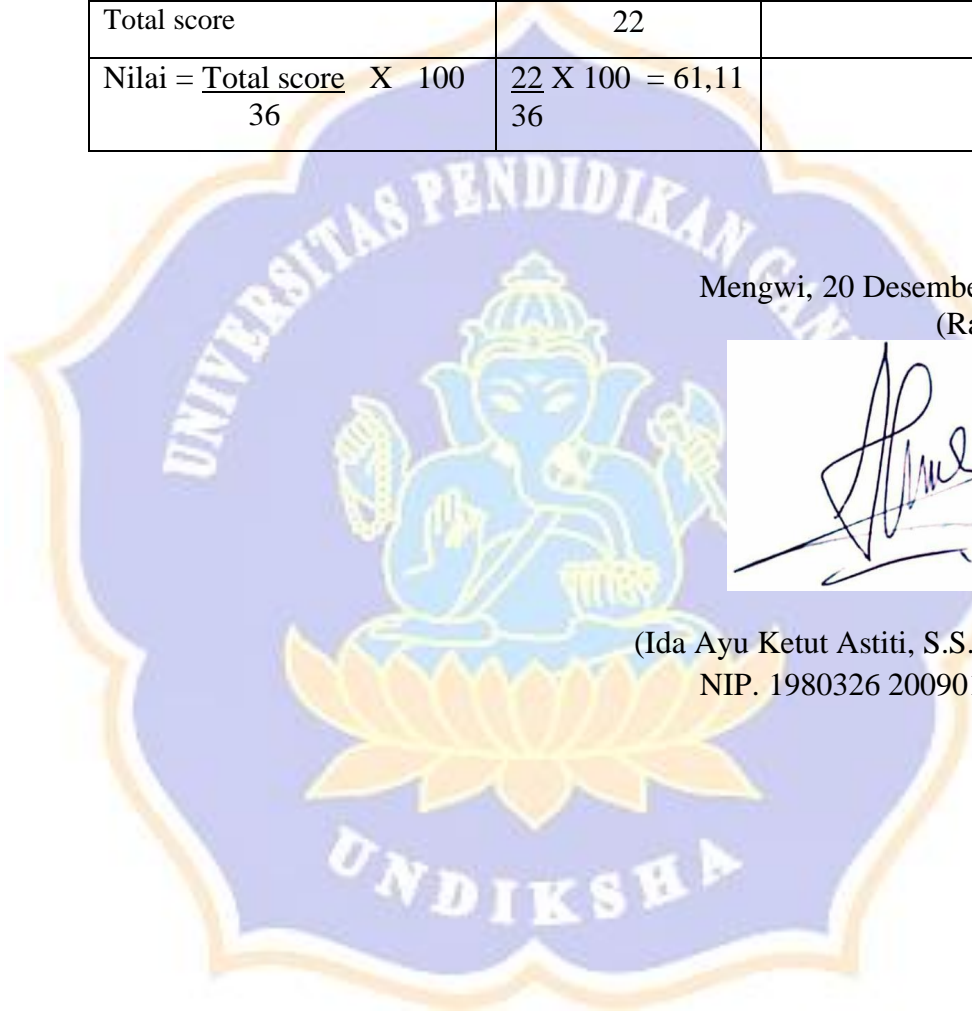 Total score 22
Nilai = Total score X 100 22 X 100 = 61,11
36 36
UNIVERSITAS PENDIDIKAN
Mengwi, 20 Desembe
(Ra
(Ida Ayu Ketut Astiti, S.S.
NIP. 1980326 20090
UNDIKSHA